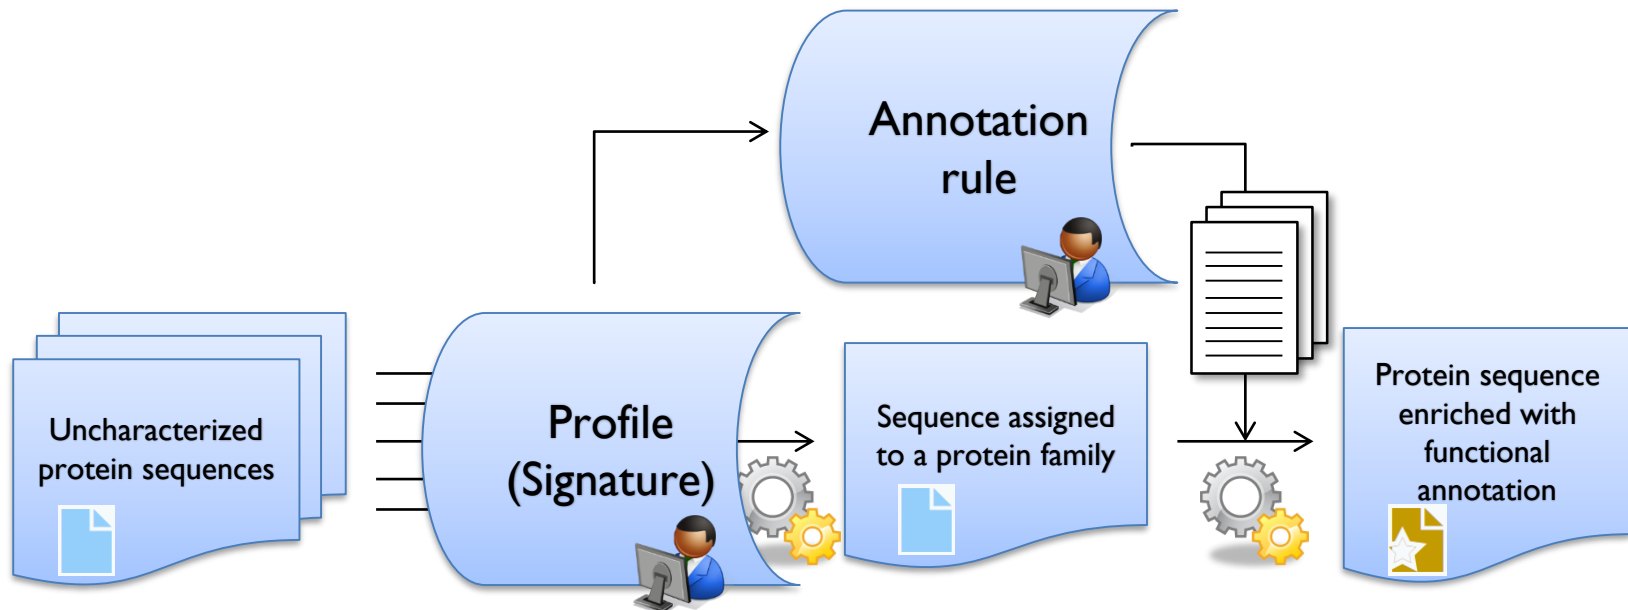 Annotation
rule
Uncharacterized
protein sequences
Profile
(Signature)
Sequence assigned
to a protein family
Protein sequence
enriched with
functional
annotation